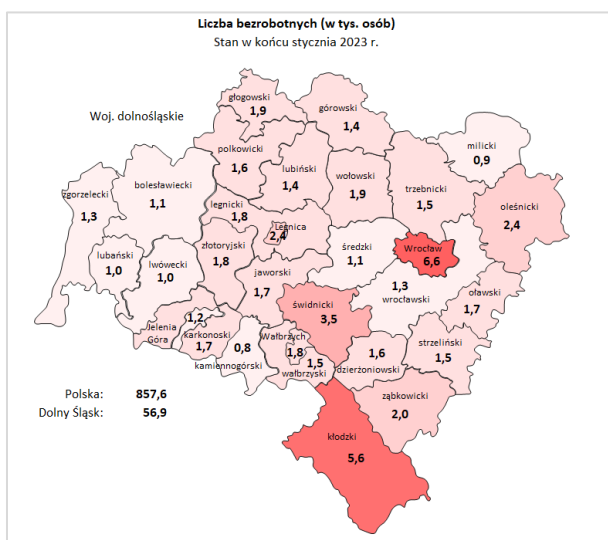 Liczba bezrobotnych (w tys. osób)
Stan w końcu stycznia 2023 r.
Woj. dolnośląskie
głogowski
1,9
górowski
1,4
milicki
0,9
polkowicki
1,6
lubiński
1,4
wołowski
1,9
trzebnicki
1,5
oleśnicki
2,4
zgorzelecki
1,3
bolesławiecki
1,1
legnicki
1,8
Legnica
2,4
złotoryjski
1,8
średzki
1,1
Wrocław
6,6
lubański
1,0
lwówecki
1,0
jaworski
1,7
1,3
wrocławski
oławski
1,7
świdnicki
3,5
Jelenia
Góra
1,2
karkonoski
1,7
0,8
kamiennogórski
Wałbrzych
1,8
1,5
wałbrzyski
1,6
dzierżoniowski
strzeliński
1,5
ząbkowicki
2,0
kłodzki
5,6
Polska: 857,6
Dolny Śląsk: 56,9